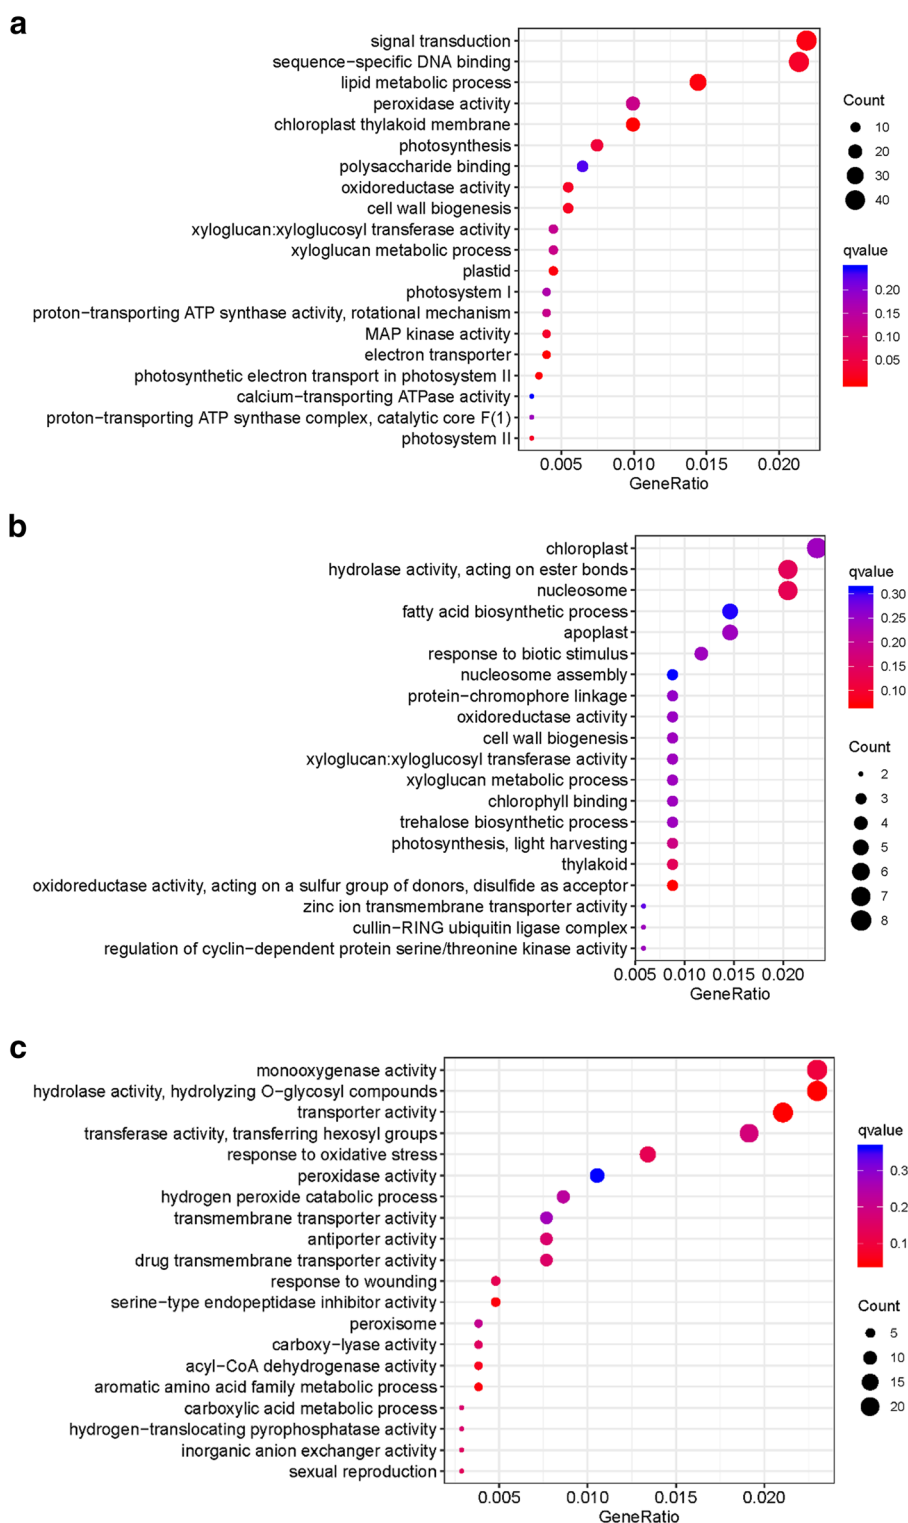 a
signal transduction
sequence−specific DNA binding
lipid metabolic process
peroxidase activity
chloroplast thylakoid membrane
photosynthesis
polysaccharide binding
oxidoreductase activity
cell wall biogenesis
xyloglucan:xyloglucosyl transferase activity
xyloglucan metabolic process
plastid
photosystem I
proton−transporting ATP synthase activity, rotational mechanism
MAP kinase activity
electron transporter
photosynthetic electron transport in photosystem II
calcium−transporting ATPase activity
proton−transporting ATP synthase complex, catalytic core F(1)
photosystem II
0.005 0.010 0.015 0.020
GeneRatio
Count
10
20
30
40
qvalue
0.20
0.15
0.10
0.05
b
chloroplast
hydrolase activity, acting on ester bonds
nucleosome
fatty acid biosynthetic process
apoplast
response to biotic stimulus
nucleosome assembly
protein−chromophore linkage
oxidoreductase activity
cell wall biogenesis
xyloglucan:xyloglucosyl transferase activity
xyloglucan metabolic process
chlorophyll binding
trehalose biosynthetic process
photosynthesis, light harvesting
thylakoid
oxidoreductase activity, acting on a sulfur group of donors, disulfide as acceptor
zinc ion transmembrane transporter activity
cullin−RING ubiquitin ligase complex
regulation of cyclin−dependent protein serine/threonine kinase activity
0.005 0.010 0.015 0.020
GeneRatio
qvalue
0.30
0.25
0.20
0.15
0.10
Count
2
3
4
5
6
7
8
c
monooxygenase activity
hydrolase activity, hydrolyzing O−glycosyl compounds
transporter activity
transferase activity, transferring hexosyl groups
response to oxidative stress
peroxidase activity
hydrogen peroxide catabolic process
transmembrane transporter activity
antiporter activity
drug transmembrane transporter activity
response to wounding
serine−type endopeptidase inhibitor activity
peroxisome
carboxy−lyase activity
acyl−CoA dehydrogenase activity
aromatic amino acid family metabolic process
carboxylic acid metabolic process
hydrogen−translocating pyrophosphatase activity
inorganic anion exchanger activity
sexual reproduction
0.005 0.010 0.015 0.020
GeneRatio
qvalue
0.3
0.2
0.1
Count
5
10
15
20